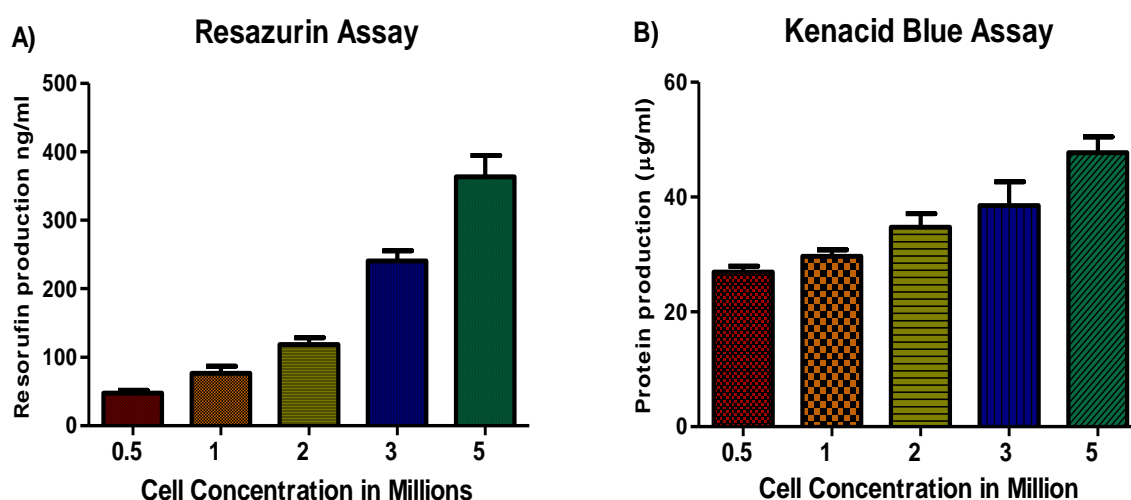 A)
Resazurin Assay
Resorufin production ng/ml
500
400
300
200
100
0
0.5 1 2 3 5
Cell Concentration in Millions
B)
Kenacid Blue Assay
Protein production (µg/ml)
60
40
20
0
0.5 1 2 3 5
Cell Concentration in Million